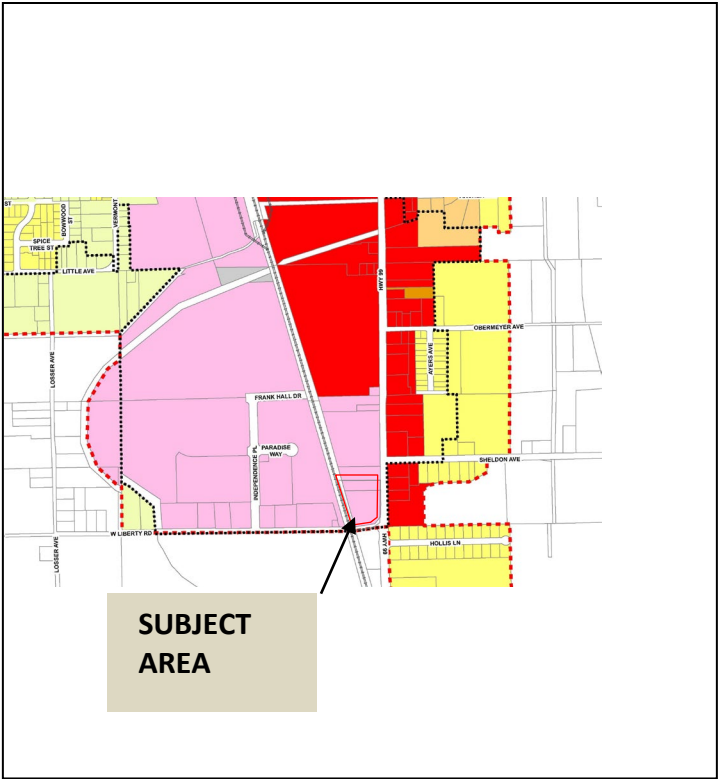 ST
BOWWOOD
ST
VERMONT
SPICE
TREE ST
LITTLE AVE
HWY 99
OBERMEYER AVE
AYERS AVE
LOSSER AVE
FRANK HALL DR
INDEPENDENCE PL
PARADISE
WAY
SHELDON AVE
W LIBERTY RD
LOSSER AVE
HWY 99
HOLLIS LN
SUBJECT
AREA